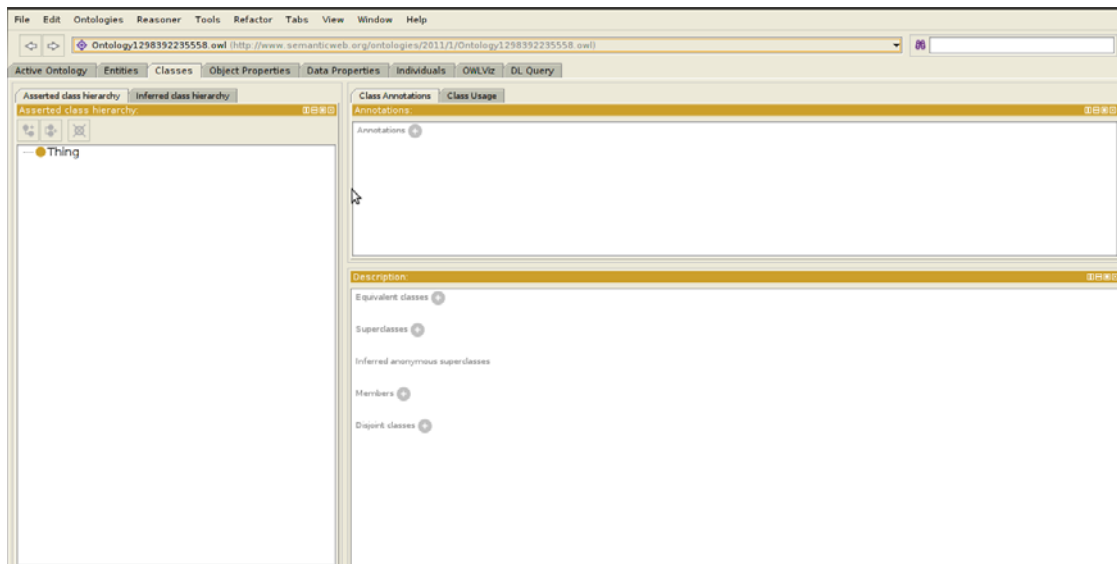 File Edit Ontologies Reasoner Tools Refactor Tabs View Window Help
Ontology1298392235558.owl (http://www.semanticweb.org/ontologies/2011/1/Ontology1298392235558.owl)
Active Ontology Entities Classes Object Properties Data Properties Individuals OWLViz DL Query
Asserted class hierarchy Inferred class hierarchy
Asserted class hierarchy:
Thing
Class Annotations Class Usage
Annotations:
Annotations
Description:
Equivalent classes
Superclasses
Inferred anonymous superclasses
Members
Disjoint classes